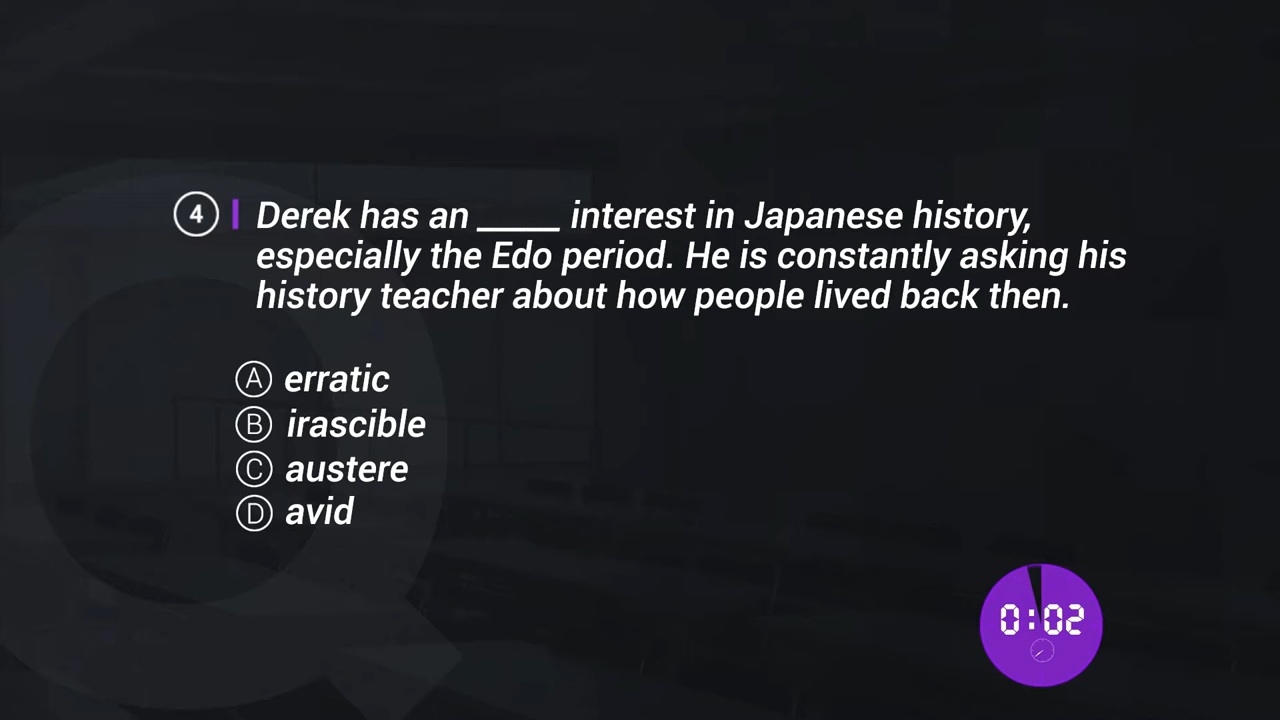 4 Derek has an _____ interest in Japanese history,
especially the Edo period. He is constantly asking his
history teacher about how people lived back then.
A erratic
B irascible
C austere
D avid
0:02